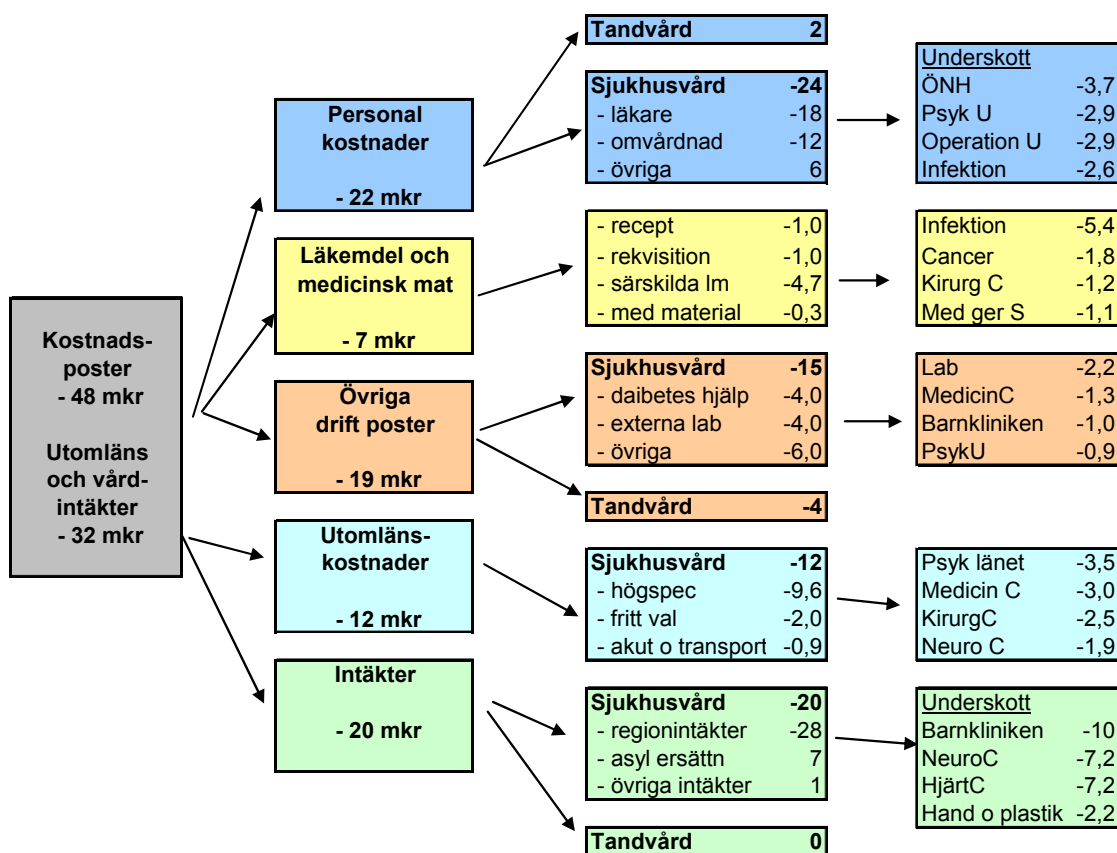 Kostnads-
poster
- 48 mkr
Utomläns
och vård-
intäkter
- 32 mkr
Personal
kostnader
- 22 mkr
Läkemdel och
medicinsk mat
- 7 mkr
Övriga
drift poster
- 19 mkr
Utomläns-
kostnader
- 12 mkr
Intäkter
- 20 mkr
Tandvård 2
Sjukhusvård -24
- läkare -18
- omvårdnad -12
- övriga 6
- recept -1,0
- rekvisition -1,0
- särskilda lm -4,7
- med material -0,3
Sjukhusvård -15
- daibetes hjälp -4,0
- externa lab -4,0
- övriga -6,0
Tandvård -4
Sjukhusvård -12
- högspec -9,6
- fritt val -2,0
- akut o transport -0,9
Sjukhusvård -20
- regionintäkter -28
- asyl ersättn 7
- övriga intäkter 1
Tandvård 0
Underskott
ÖNH -3,7
Psyk U -2,9
Operation U -2,9
Infektion -2,6
Infektion -5,4
Cancer -1,8
Kirurg C -1,2
Med ger S -1,1
Lab -2,2
MedicinC -1,3
Barnkliniken -1,0
PsykU -0,9
Psyk länet -3,5
Medicin C -3,0
KirurgC -2,5
Neuro C -1,9
Underskott
Barnkliniken -10
NeuroC -7,2
HjärtC -7,2
Hand o plastik -2,2